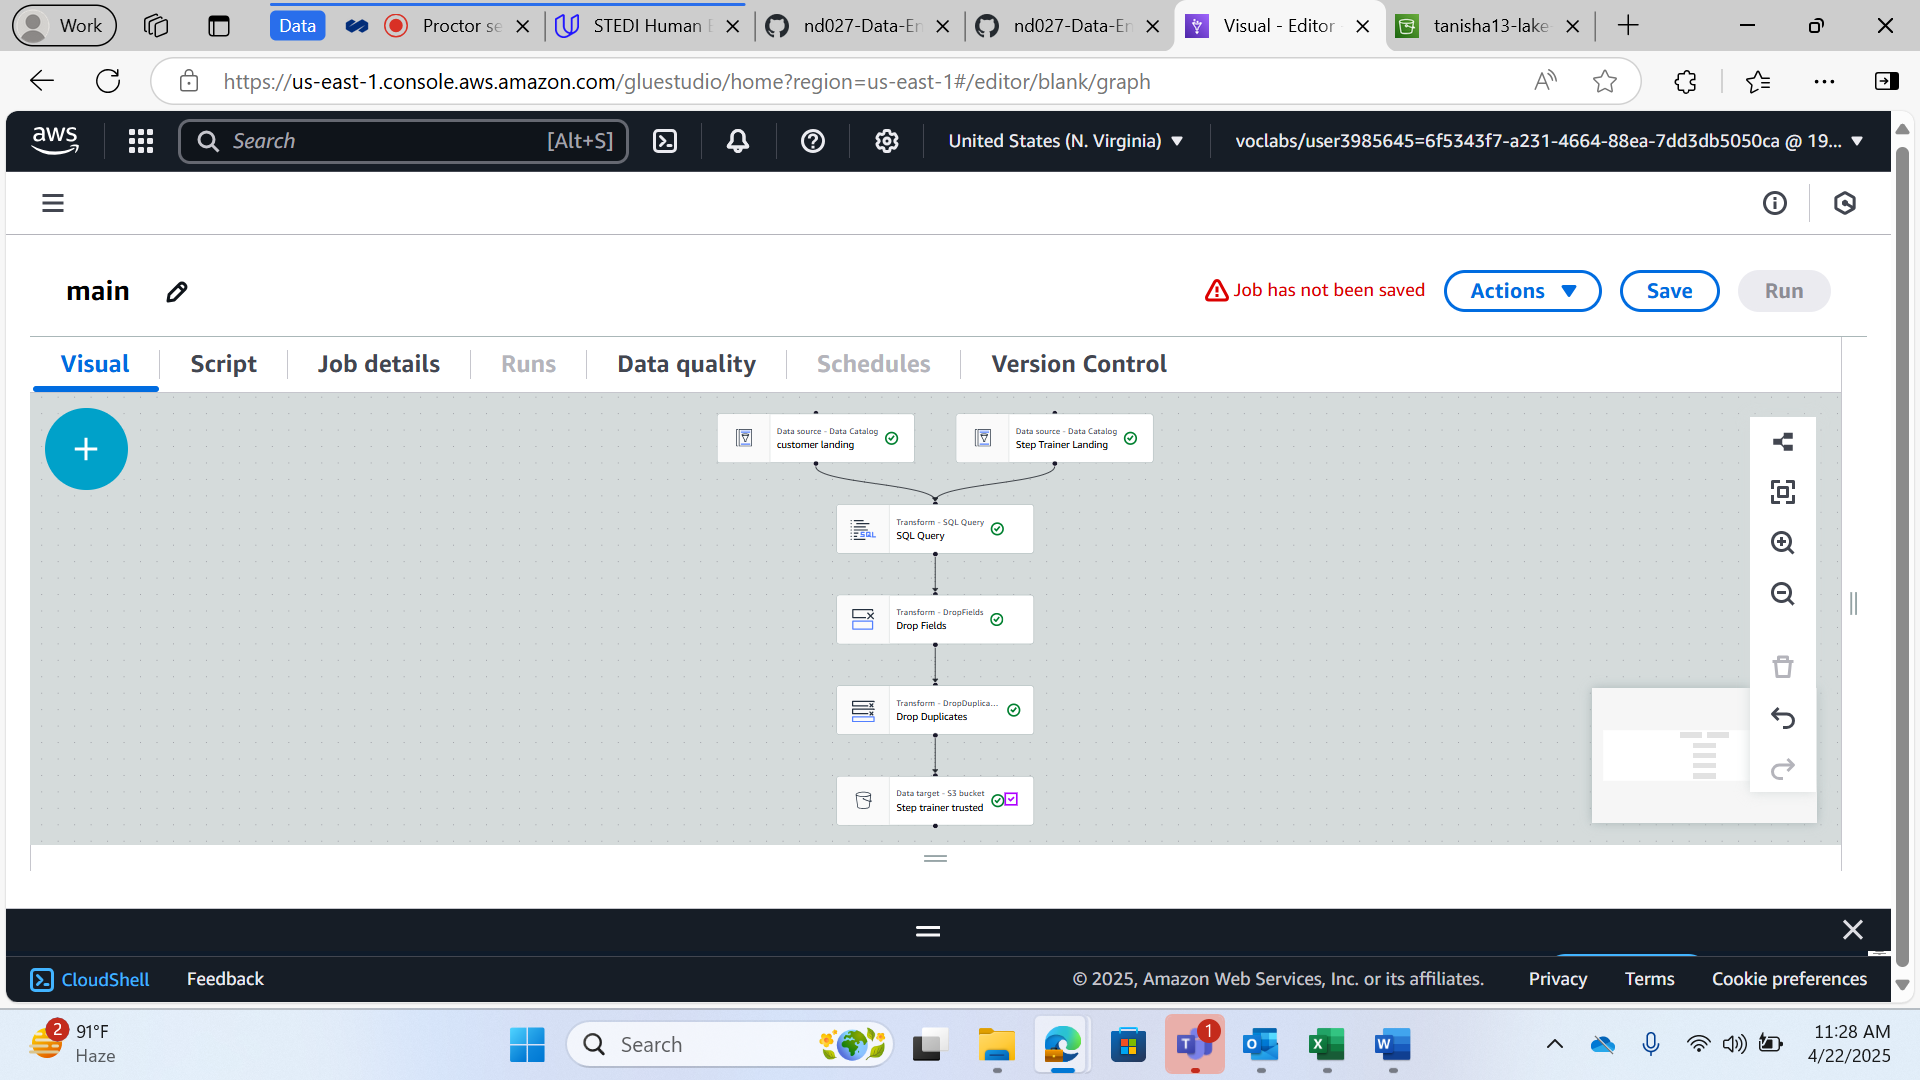 Work
Data
Proctor se
STEDI Human
nd027-Data-En
nd027-Data-En
Visual - Editor
tanisha13-lake
https://us-east-1.console.aws.amazon.com/gluestudio/home?region=us-east-1#/editor/blank/graph
aws
Search
[Alt+S]
United States (N. Virginia)
voclabs/user3985645=6f5343f7-a231-4664-88ea-7dd3db5050ca @ 19...
main
Job has not been saved
Actions
Save
Run
Visual
Script
Job details
Runs
Data quality
Schedules
Version Control
Data source - Data Catalog
customer landing
Data source - Data Catalog
Step Trainer Landing
SQL
Transform - SQL Query
SQL Query
Transform - DropFields
Drop Fields
Transform - DropDuplica...
Drop Duplicates
Data target - S3 bucket
Step trainer trusted
CloudShell
Feedback
© 2025, Amazon Web Services, Inc. or its affiliates.
Privacy
Terms
Cookie preferences
2
91°F
Haze
Search
1
11:28 AM
4/22/2025